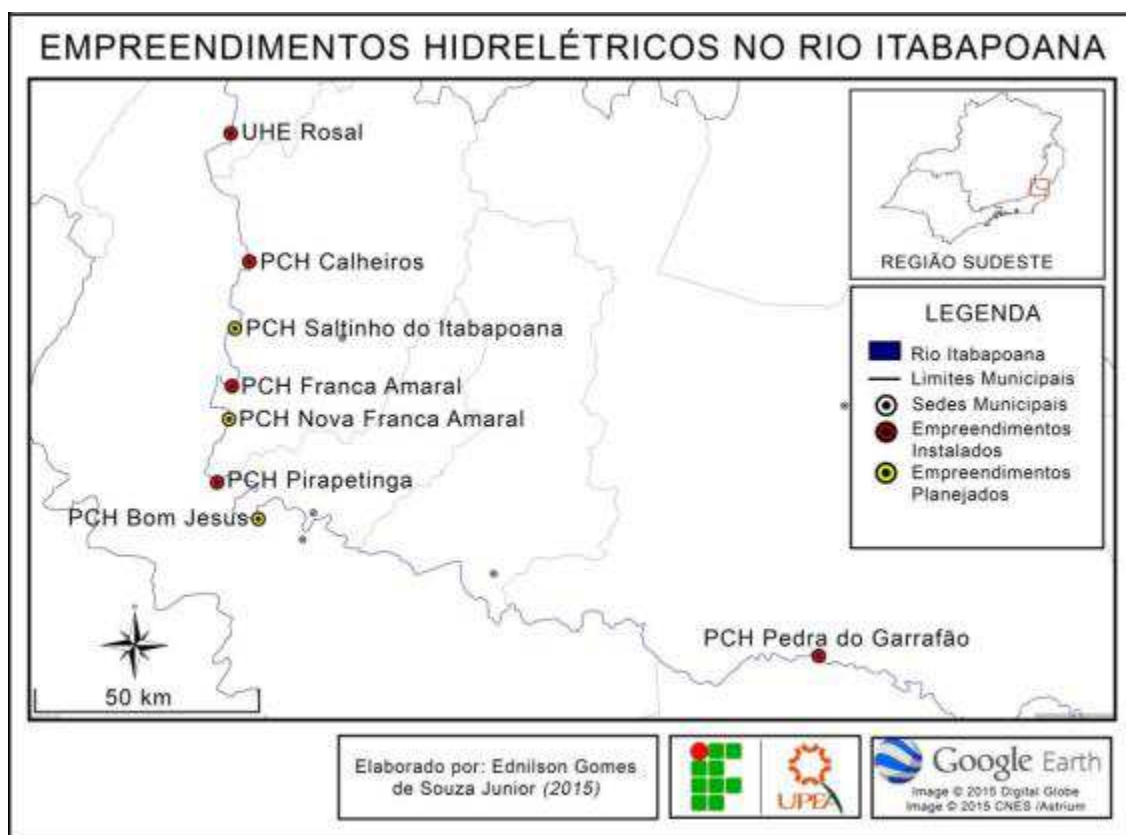 EMPREENDIMENTOS HIDRELÉTRICOS NO RIO ITABAPOANA
UHE Rosal
PCH Calheiros
PCH Saltinho do Itabapoana
PCH Franca Amaral
PCH Nova Franca Amaral
PCH Pirapetinga
PCH Bom Jesus
PCH Pedra do Garrafão
50 km
REGIÃO SUDESTE
LEGENDA
Rio Itabapoana
Limites Municipais
Sedes Municipais
Empreendimentos
Instalados
Empreendimentos
Planejados
Elaborado por: Ednilson Gomes
de Souza Junior (2015)
UPEA
Google Earth
Image © 2015 Digital Globe
Image © 2015 CNES /Astrium